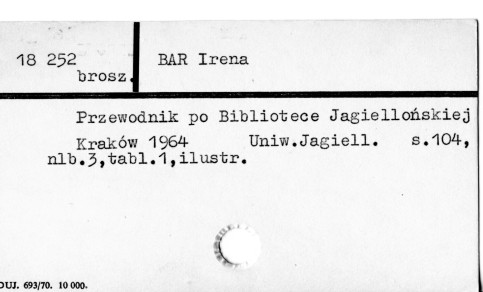 18 252
brosz.
BAR Irena
Przewodnik po Bibliotece Jagiellońskiej
Kraków 1964 Uniw.Jagiell. s.104,
nlb.3,tabl.1,ilustr.
DUJ. 693/70. 10 000.